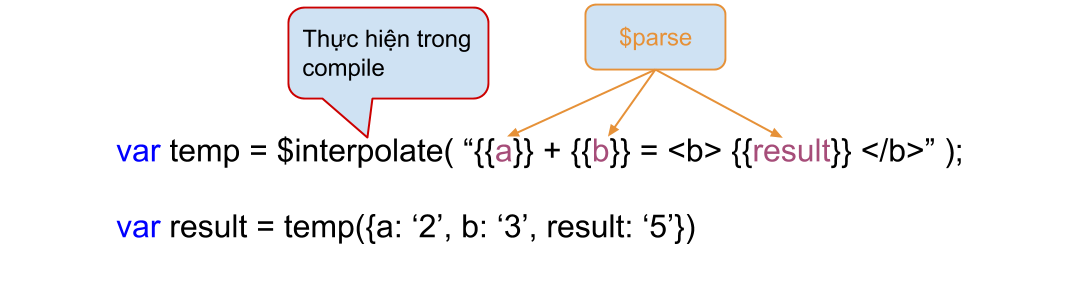 Thực hiện trong
compile
$parse
var temp = $interpolate( “{{a}} + {{b}} = <b> {{result}} </b>” );
var result = temp({a: ‘2’, b: ‘3’, result: ‘5’})